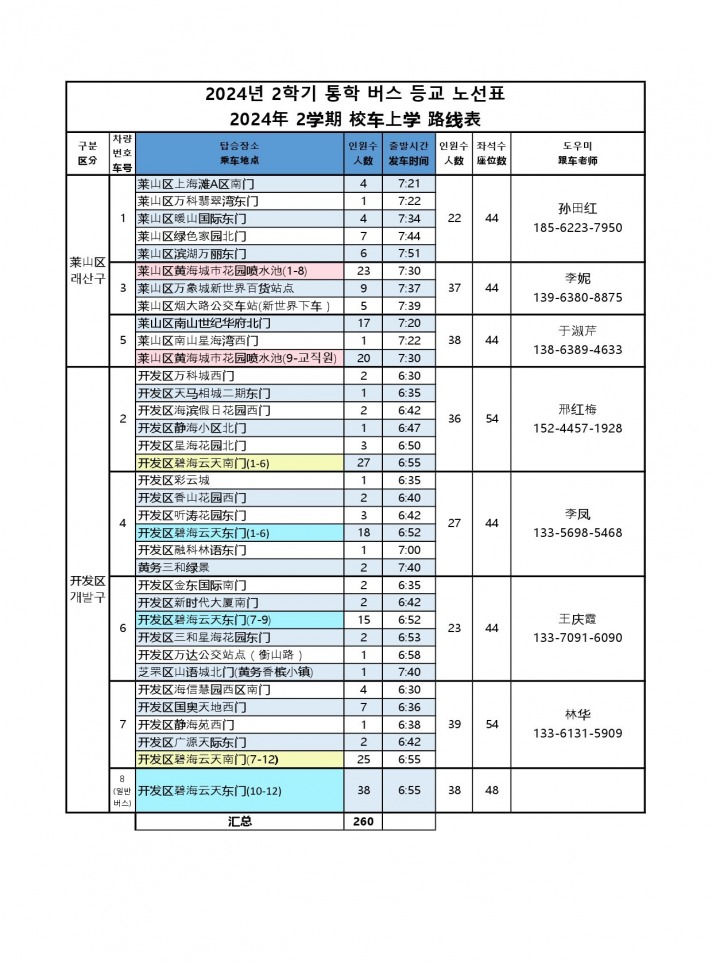 2024년 2학기 통학 버스 등교 노선표
2024年 2学期 校车上学 路线表
구분 区分 차량 번호 车号 탑승장소 乘车地点 인원수 人数 출발시간 发车时间 인원수 人数 좌석수 座位数 도우미 跟车老师
莱山区 래산구
1 22 44 孙田红 185-6223-7950
莱山区上海滩A区南门 4 7:21
莱山区万科翡翠湾东门 1 7:22
莱山区暖山国际东门 4 7:34
莱山区绿色家园北门 7 7:44
莱山区滨湖万丽东门 6 7:51
3 37 44 李妮 139-6380-8875
莱山区黄海城市花园喷水池(1-8) 23 7:30
莱山区万象城新世界百货站点 9 7:37
莱山区烟大路公交车站(新世界下车） 5 7:39
5 38 44 于淑芹 138-6389-4633
莱山区南山世纪华府北门 17 7:20
莱山区南山星海湾西门 1 7:22
莱山区黄海城市花园喷水池(9-교직원) 20 7:30
开发区 개발구
2 36 54 邢红梅 152-4457-1928
开发区万科城西门 2 6:30
开发区天马相城二期东门 1 6:35
开发区海滨假日花园西门 2 6:42
开发区静海小区北门 1 6:47
开发区星海花园北门 3 6:50
开发区碧海云天南门(1-6) 27 6:55
4 27 44 李凤 133-5698-5468
开发区彩云城 1 6:35
开发区香山花园西门 2 6:40
开发区听涛花园东门 3 6:42
开发区碧海云天东门(1-6) 18 6:52
开发区融科林语东门 1 7:00
黄务三和绿景 2 7:40
6 23 44 王庆霞 133-7091-6090
开发区金东国际南门 2 6:35
开发区新时代大厦南门 2 6:42
开发区碧海云天东门(7-9) 15 6:52
开发区三和星海花园东门 2 6:53
开发区万达公交站点（衡山路） 1 6:58
芝罘区山语城北门(黄务香槟小镇) 1 7:40
7 39 54 林华 133-6131-5909
开发区海信慧园西区南门 4 6:30
开发区国奥天地西门 7 6:36
开发区静海苑西门 1 6:38
开发区广源天际东门 2 6:42
开发区碧海云天南门(7-12) 25 6:55
8 (일반 버스) 开发区碧海云天东门(10-12) 38 6:55 38 48
汇总 260